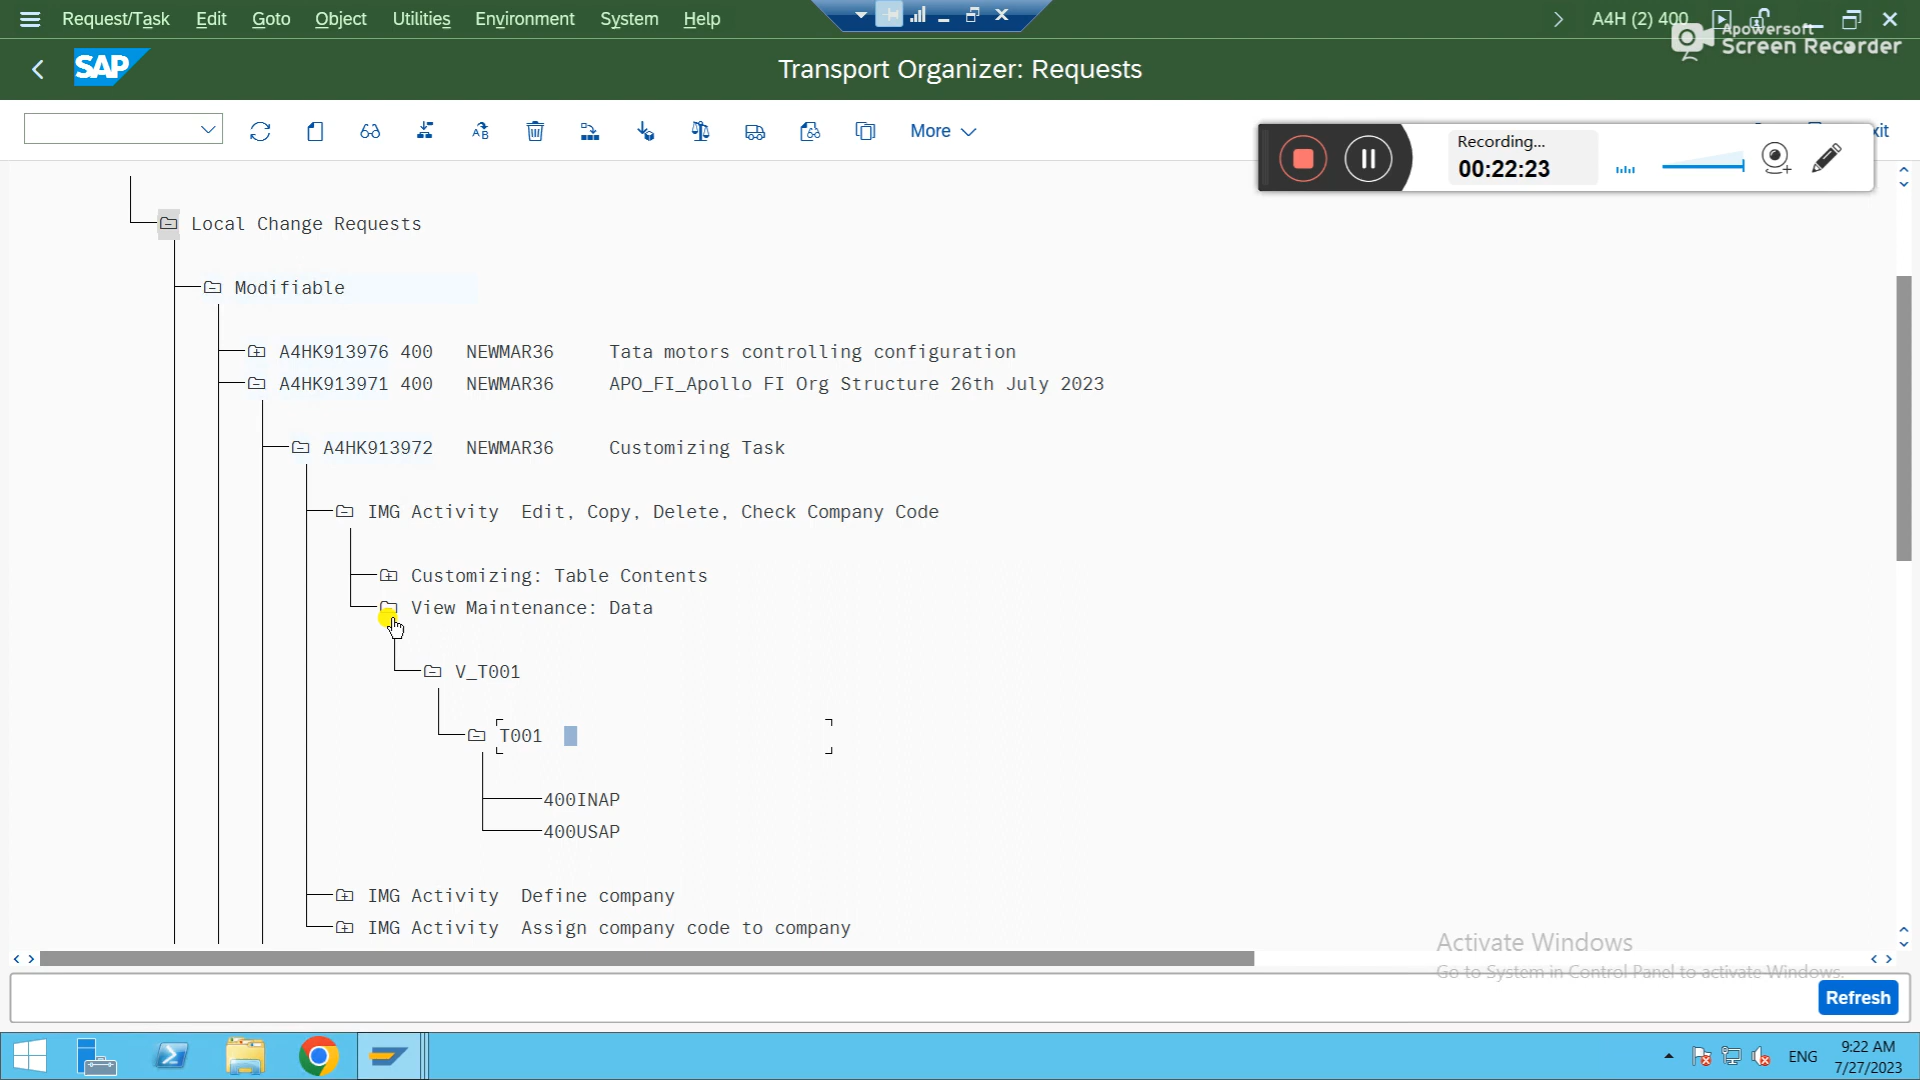 Request/Task Edit Goto Object Utilities Environment System Help
A4H (2) 400
Apowersoft
Screen Recorder
SAP
Transport Organizer: Requests
More
xit
Recording...
00:22:23
Local Change Requests
Modifiable
A4HK913976 400 NEWMAR36 Tata motors controlling configuration
A4HK913971 400 NEWMAR36 APO_FI_Apollo FI Org Structure 26th July 2023
A4HK913972 NEWMAR36 Customizing Task
IMG Activity Edit, Copy, Delete, Check Company Code
Customizing: Table Contents
View Maintenance: Data
V_T001
T001
400INAP
400USAP
IMG Activity Define company
IMG Activity Assign company code to company
Activate Windows
Go to System in Control Panel to activate Windows.
Refresh
ENG
9:22 AM
7/27/2023